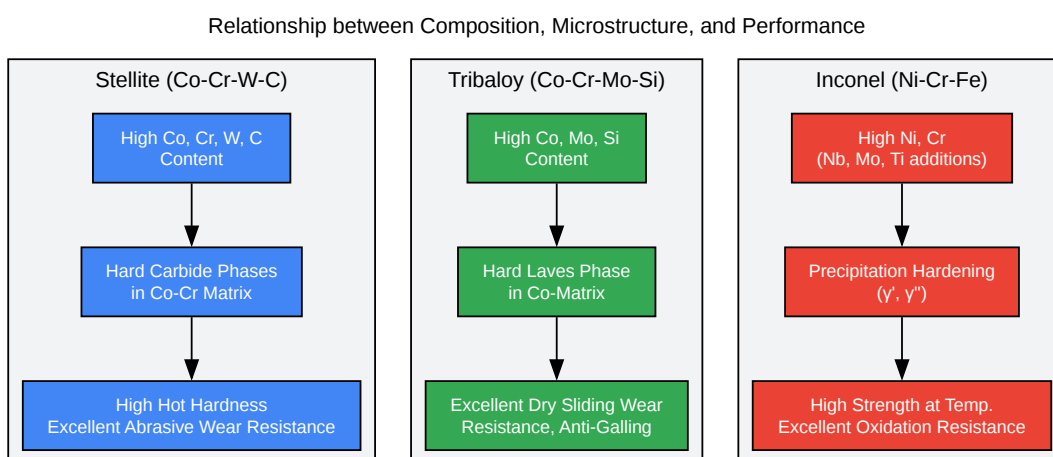 Relationship between Composition, Microstructure, and Performance
Stellite (Co-Cr-W-C)
High Co, Cr, W, C
Content
Hard Carbide Phases
in Co-Cr Matrix
High Hot Hardness
Excellent Abrasive Wear Resistance
Tribaloy (Co-Cr-Mo-Si)
High Co, Mo, Si
Content
Hard Laves Phase
in Co-Matrix
Excellent Dry Sliding Wear
Resistance, Anti-Galling
Inconel (Ni-Cr-Fe)
High Ni, Cr
(Nb, Mo, Ti additions)
Precipitation Hardening
(γ', γ")
High Strength at Temp.
Excellent Oxidation Resistance